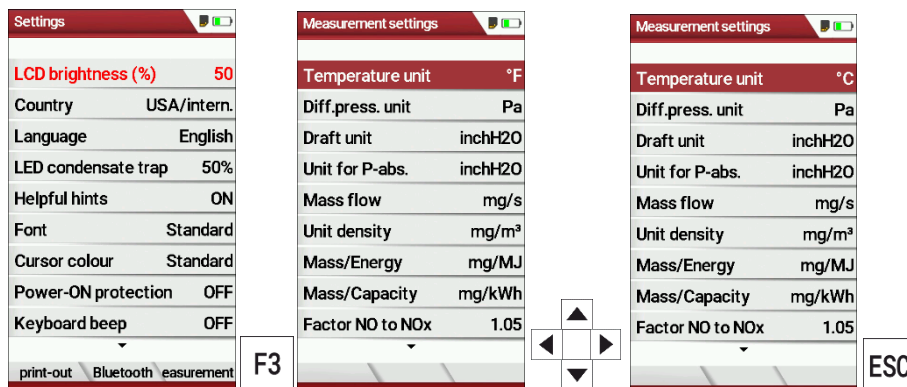 Settings
LCD brightness (%) 50
Country USA/intern.
Language English
LED condensate trap 50%
Helpful hints ON
Font Standard
Cursor colour Standard
Power-ON protection OFF
Keyboard beep OFF
print-out Bluetooth easurement
F3
Measurement settings
Temperature unit °F
Diff.press. unit Pa
Draft unit inchH2O
Unit for P-abs. inchH2O
Mass flow mg/s
Unit density mg/m³
Mass/Energy mg/MJ
Mass/Capacity mg/kWh
Factor NO to NOx 1.05
Measurement settings
Temperature unit °C
Diff.press. unit Pa
Draft unit inchH2O
Unit for P-abs. inchH2O
Mass flow mg/s
Unit density mg/m³
Mass/Energy mg/MJ
Mass/Capacity mg/kWh
Factor NO to NOx 1.05
ESC